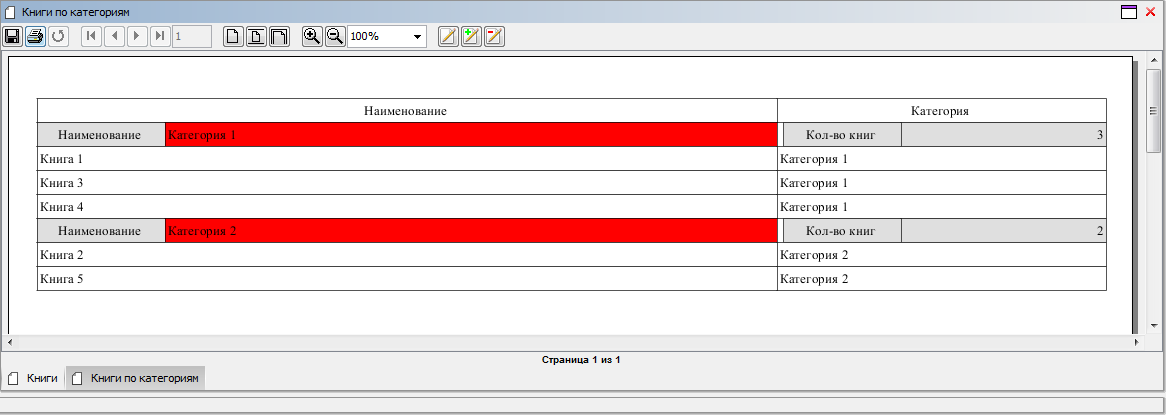 Книги по категориям
1 100%
Наименование Категория
Наименование Категория 1 Кол-во книг 3
Книга 1 Категория 1
Книга 3 Категория 1
Книга 4 Категория 1
Наименование Категория 2 Кол-во книг 2
Книга 2 Категория 2
Книга 5 Категория 2
Страница 1 из 1
Книги Книги по категориям